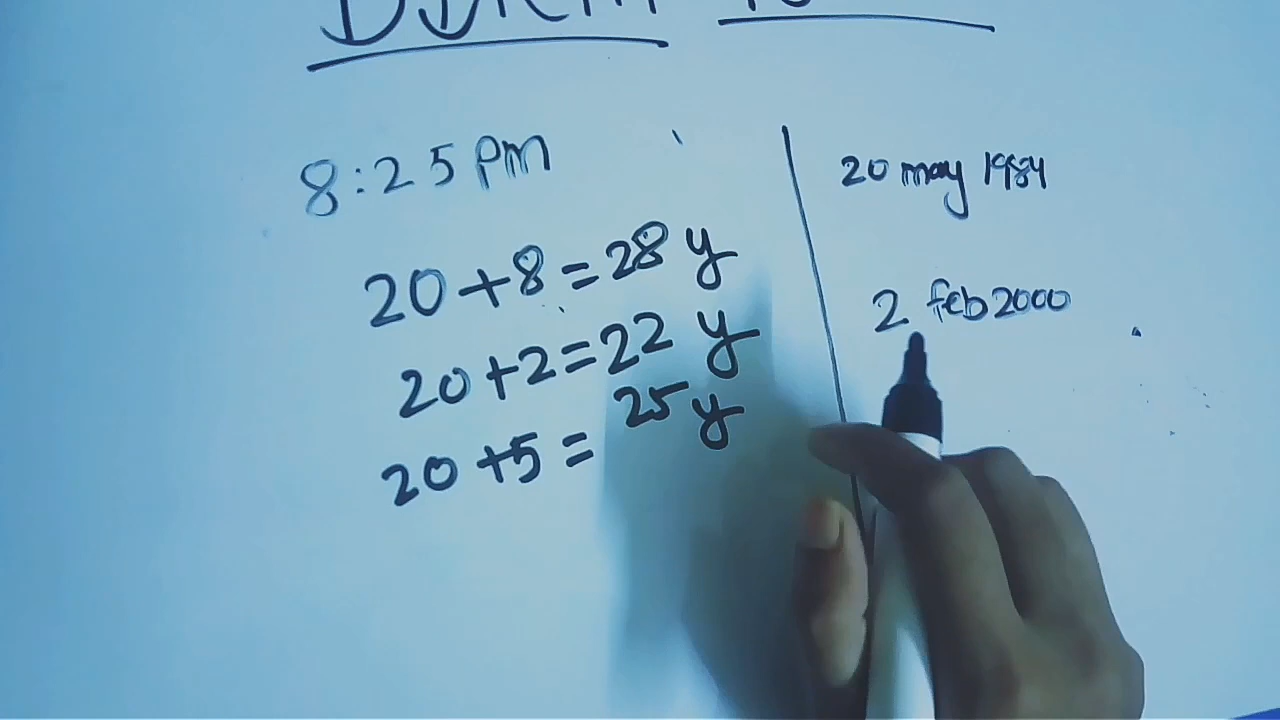 8:25 PM
20+8=28 y
20+2=22 y
20+5= 25 y
20 may 1984
2 feb 2000